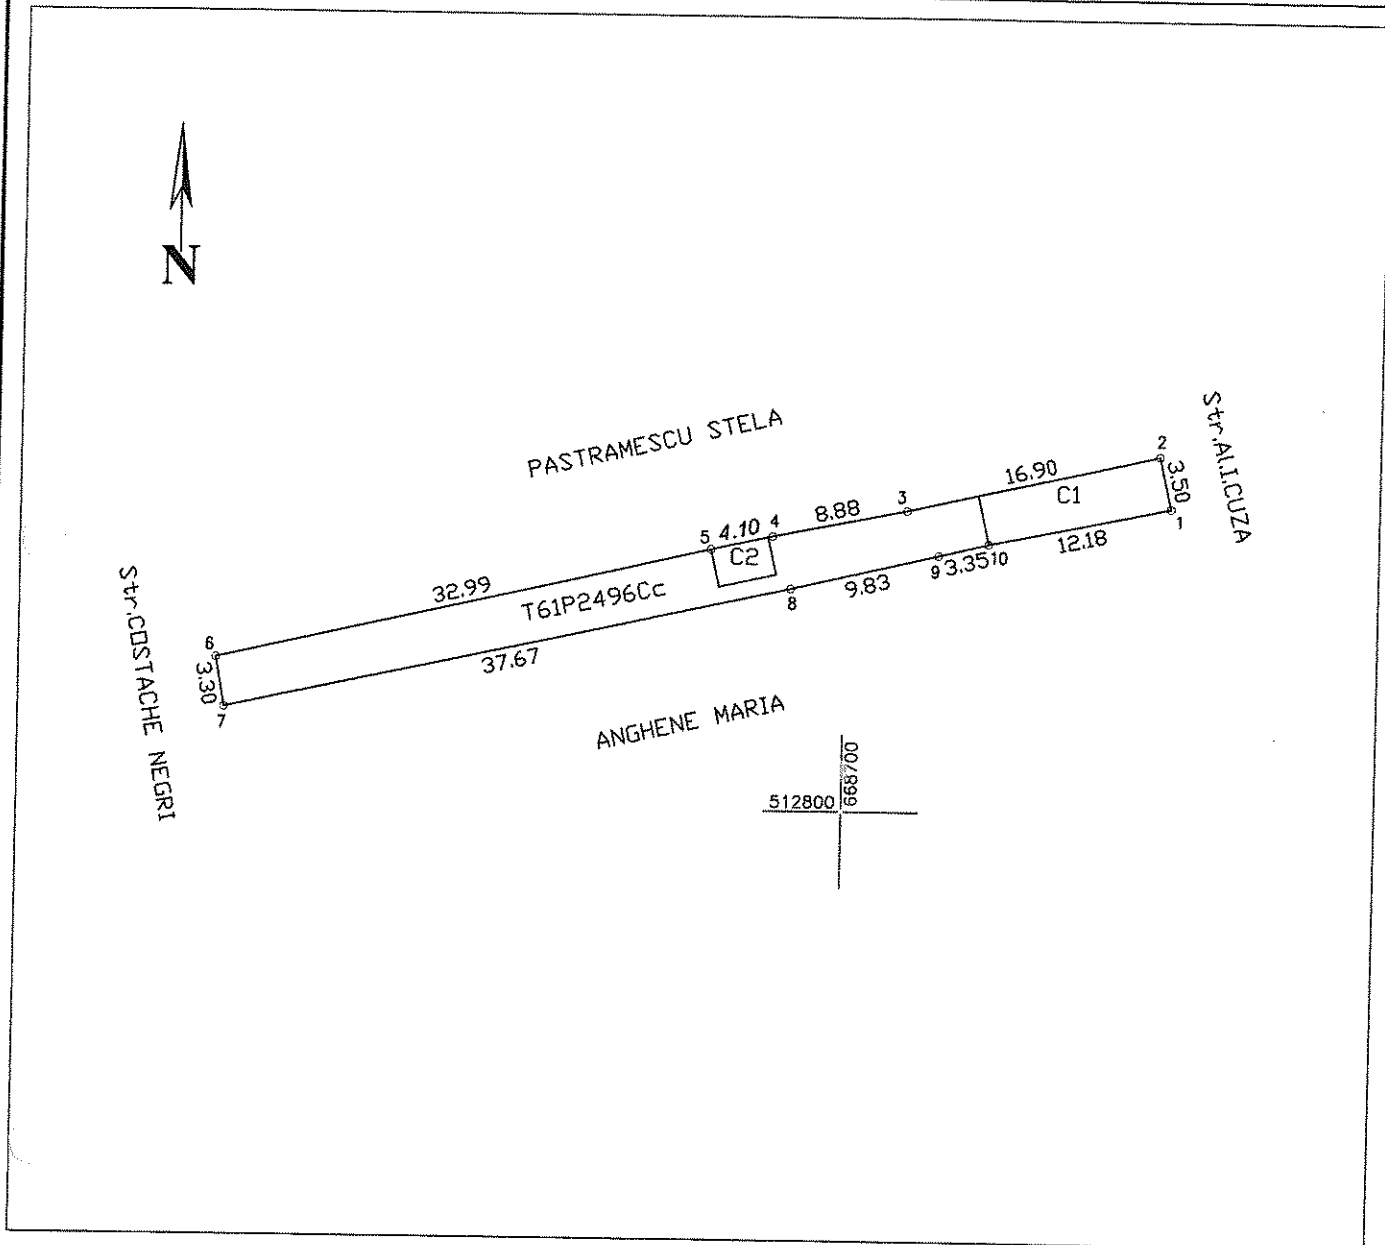 N
PASTRAMESCU STELA
Str.Al.I.CUZA
2
16.90
3.50
C1
1
3
8.88
4
4.10
5
C2
12.18
10
3.35
9
9.83
8
32.99
T61P2496Cc
37.67
6
3.30
7
Str.COSTACHE NEGRI
ANGHENE MARIA
668700
512800